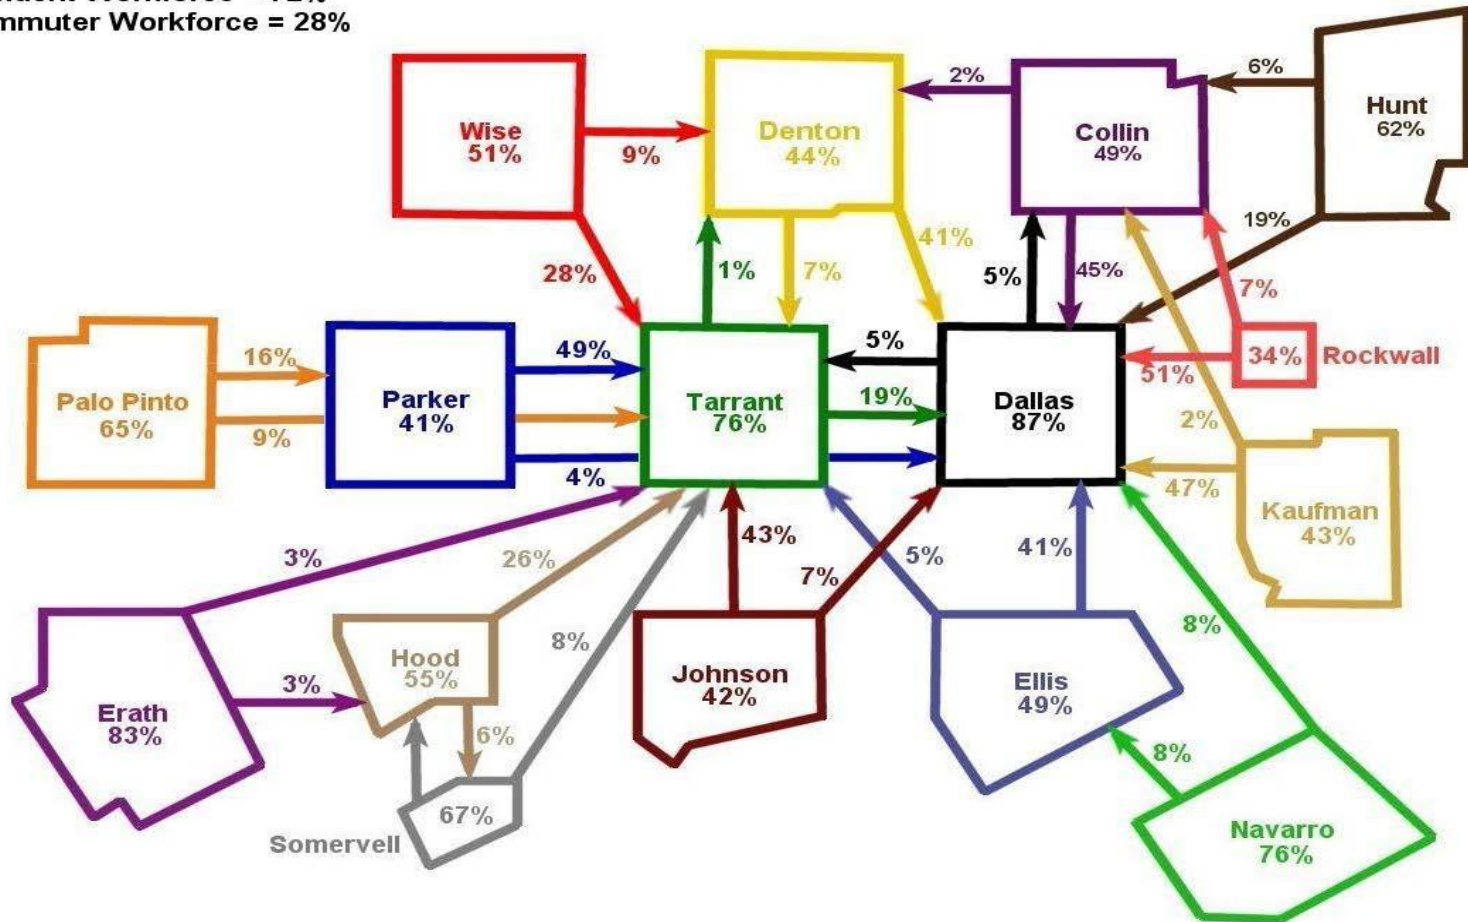 Commuter Workforce = 28%
6%
2%
Hunt
62%
Wise
51%
Denton
44%
Collin
49%
9%
19%
41%
28%
1%
7%
5%
45%
7%
5%
16%
49%
34%
Rockwall
51%
Palo Pinto
65%
Parker
41%
Tarrant
76%
19%
Dallas
87%
2%
9%
4%
47%
Kaufman
43%
43%
3%
26%
5%
41%
7%
8%
8%
Hood
55%
Johnson
42%
Ellis
49%
3%
Erath
83%
6%
8%
67%
Somervell
Navarro
76%